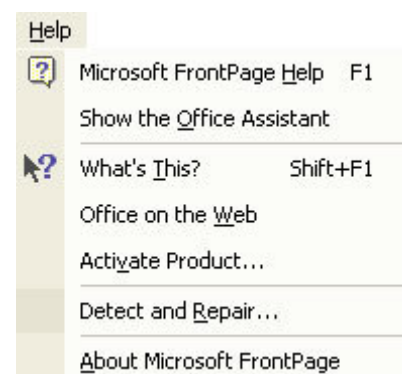 Help
Microsoft FrontPage Help F1
Show the Office Assistant
What's This? Shift+F1
Office on the Web
Activate Product...
Detect and Repair...
About Microsoft FrontPage